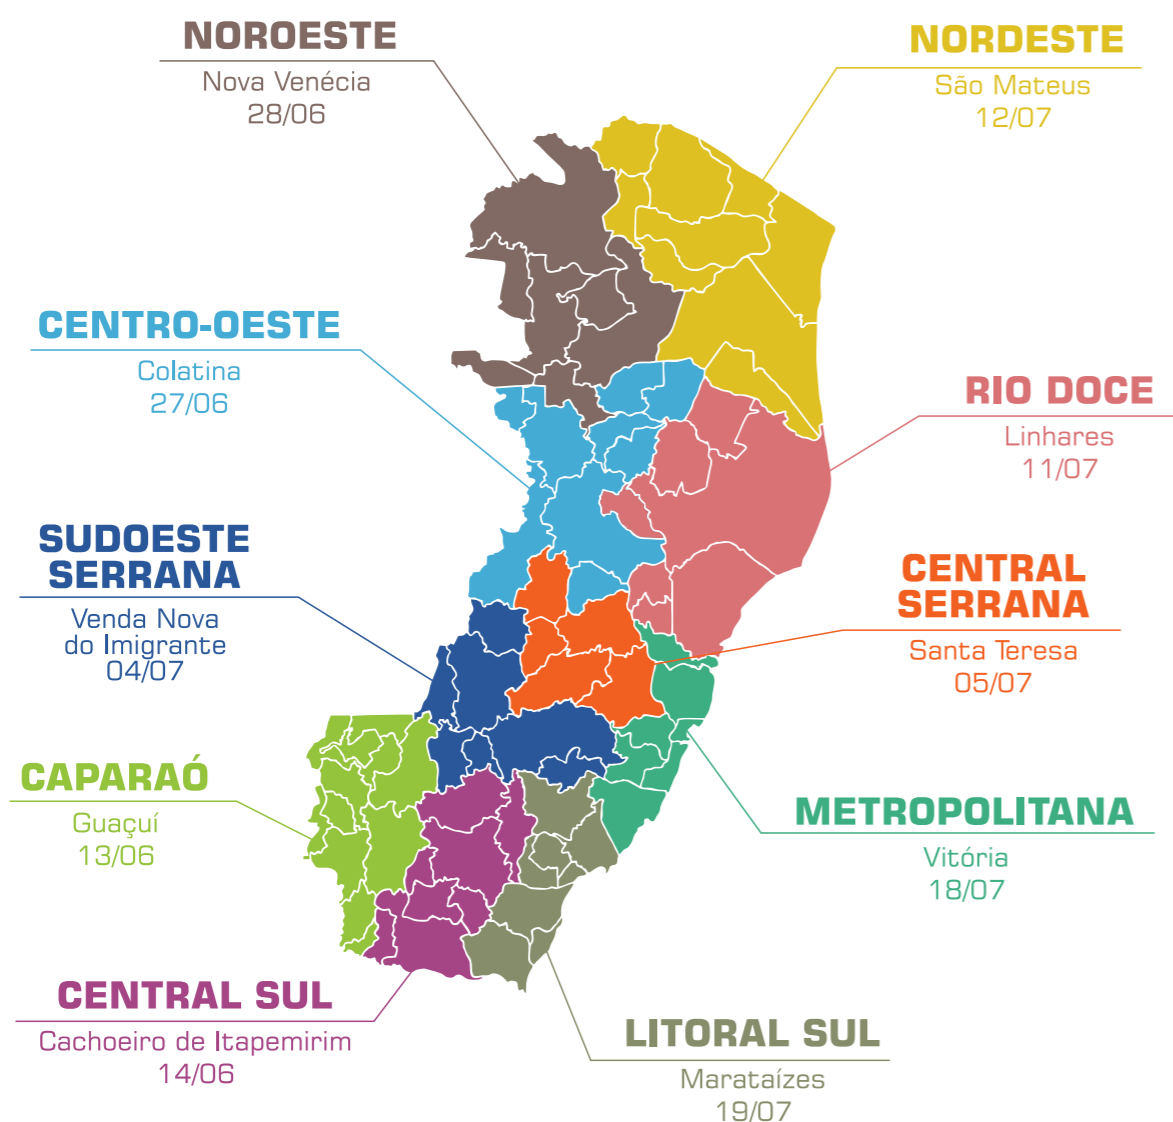 NOROESTE
Nova Venécia
28/06
NORDESTE
São Mateus
12/07
CENTRO-OESTE
Colatina
27/06
RIO DOCE
Linhares
11/07
SUDOESTE
SERRANA
Venda Nova
do Imigrante
04/07
CENTRAL
SERRANA
Santa Teresa
05/07
CAPARAÓ
Guaçuí
13/06
METROPOLITANA
Vitória
18/07
CENTRAL SUL
Cachoeiro de Itapemirim
14/06
LITORAL SUL
Marataízes
19/07